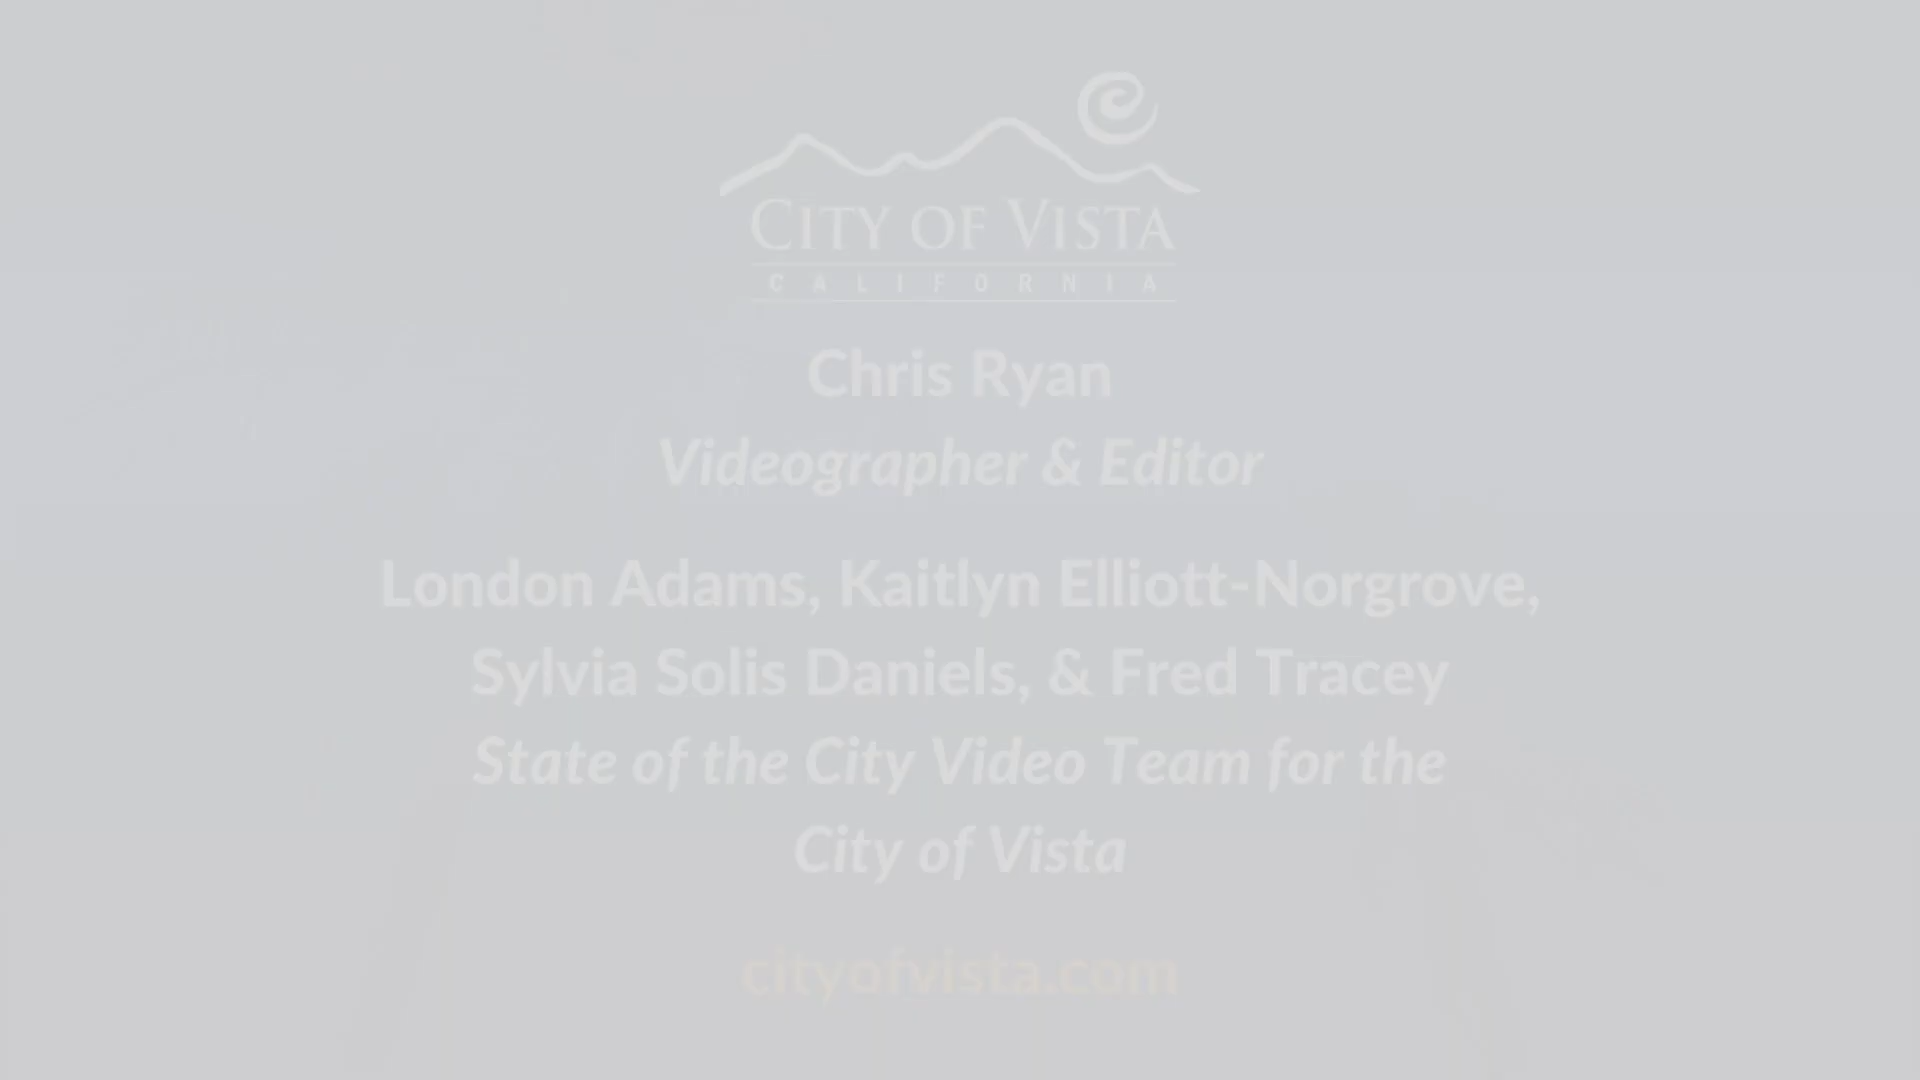 CITY OF VISTA
CALIFORNIA
Chris Ryan
Videographer & Editor
London Adams, Kaitlyn Elliott-Norgrove,
Sylvia Solis Daniels, & Fred Tracey
State of the City Video Team for the
City of Vista
cityofvista.com